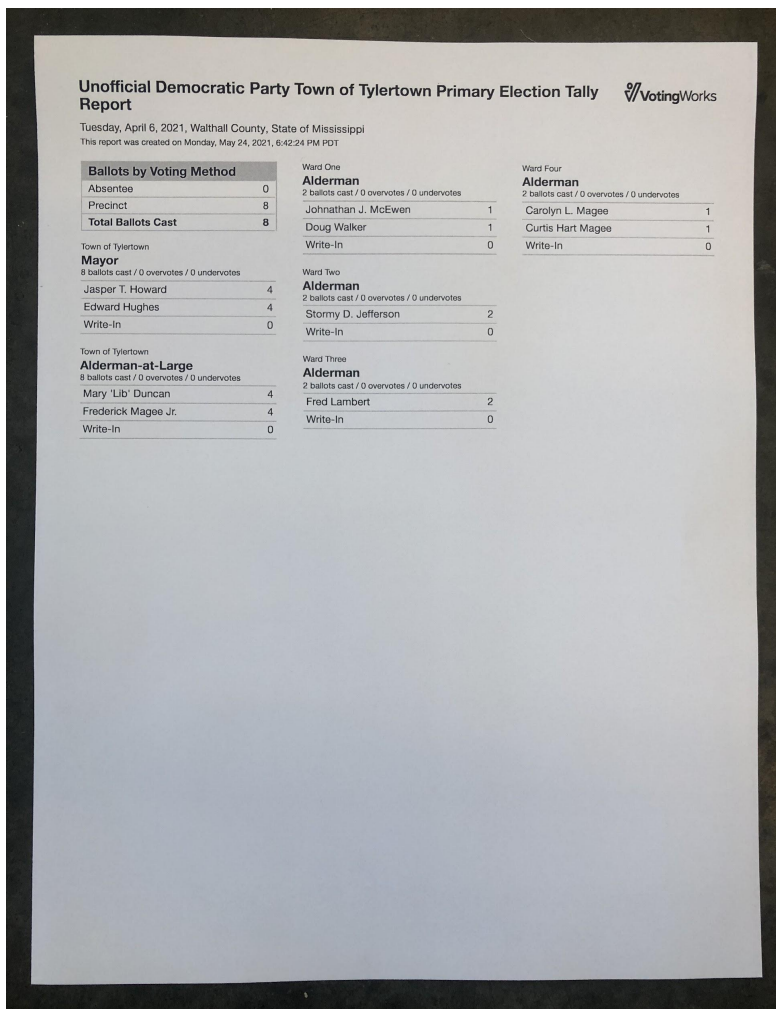 Unofficial Democratic Party Town of Tylertown Primary Election Tally
Report
VotingWorks
Tuesday, April 6, 2021, Walthall County, State of Mississippi
This report was created on Monday, May 24, 2021, 6:42:24 PM PDT
Ballots by Voting Method
Absentee 0
Precinct 8
Total Ballots Cast 8
Town of Tylertown
Mayor
8 ballots cast / 0 overvotes / 0 undervotes
Jasper T. Howard 4
Edward Hughes 4
Write-In 0
Town of Tylertown
Alderman-at-Large
8 ballots cast / 0 overvotes / 0 undervotes
Mary 'Lib' Duncan 4
Frederick Magee Jr. 4
Write-In 0
Ward One
Alderman
2 ballots cast / 0 overvotes / 0 undervotes
Johnathan J. McEwen 1
Doug Walker 1
Write-In 0
Ward Two
Alderman
2 ballots cast / 0 overvotes / 0 undervotes
Stormy D. Jefferson 2
Write-In 0
Ward Three
Alderman
2 ballots cast / 0 overvotes / 0 undervotes
Fred Lambert 2
Write-In 0
Ward Four
Alderman
2 ballots cast / 0 overvotes / 0 undervotes
Carolyn L. Magee 1
Curtis Hart Magee 1
Write-In 0